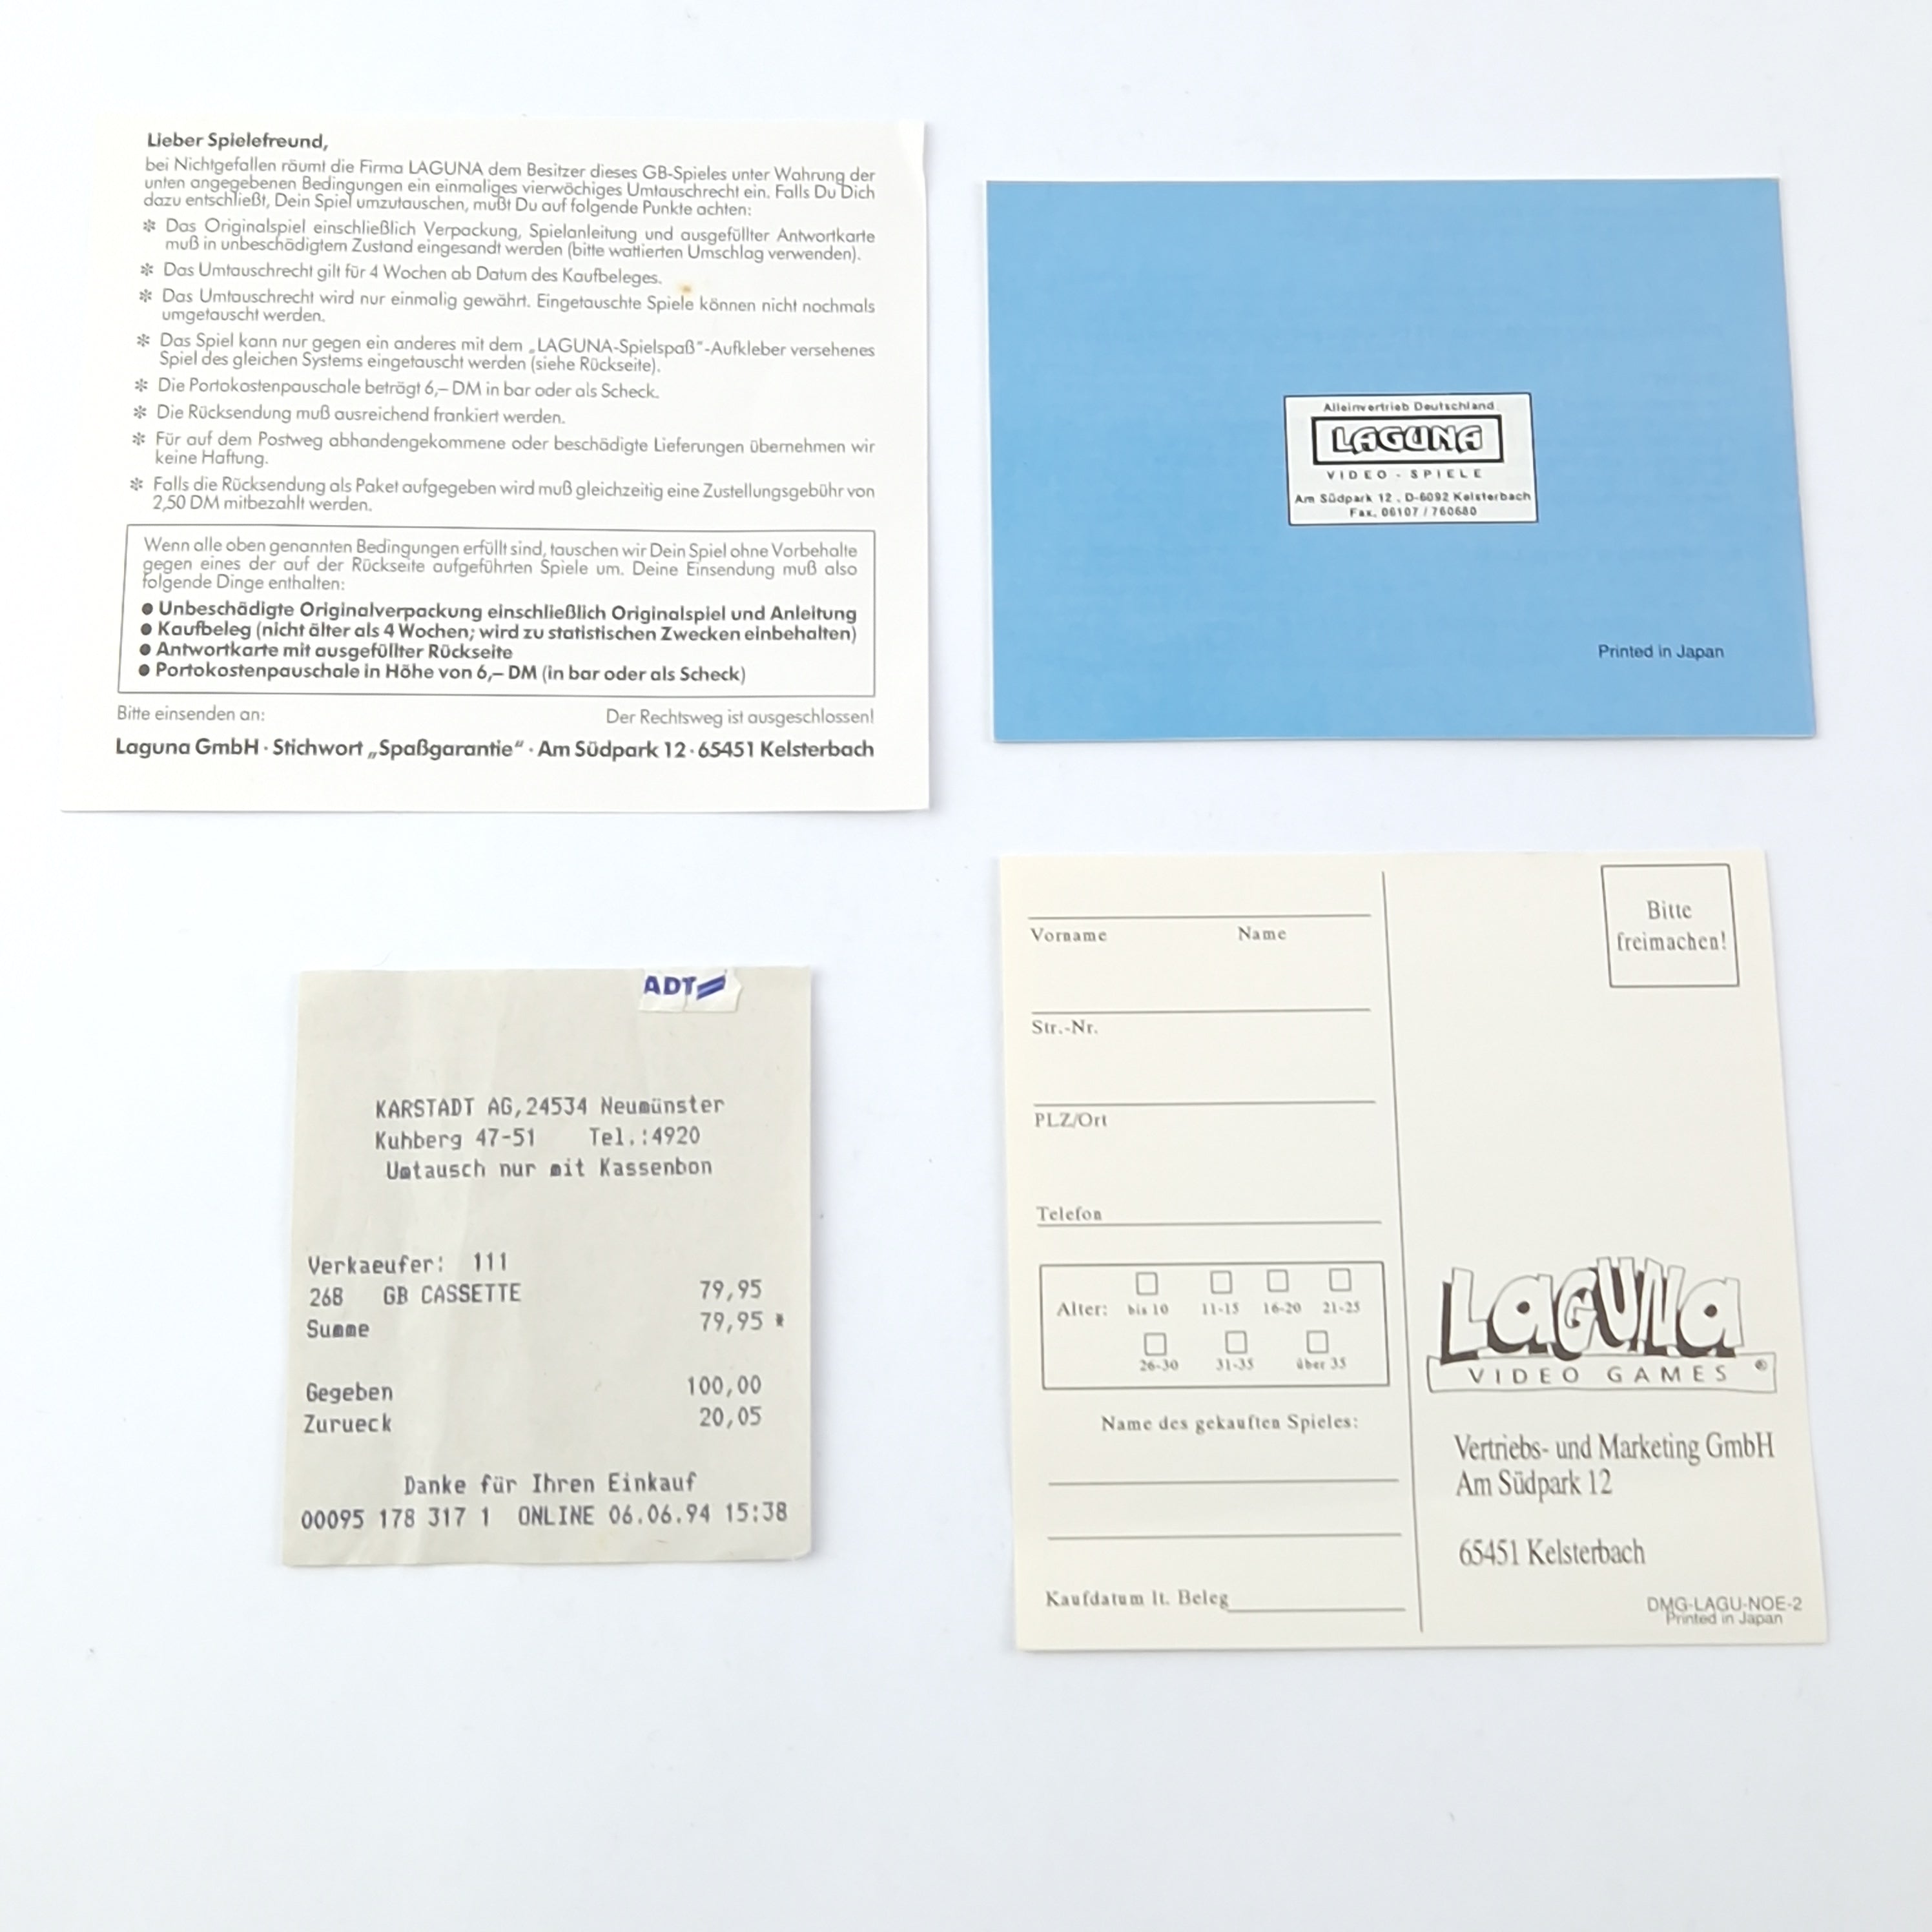 Lieber Spielefreund,
bei Nichtgefallen räumt die Firma LAGUNA dem Besitzer dieses GB-Spieles unter Wahrung der
unten angegebenen Bedingungen ein einmaliges vierwöchiges Umtauschrecht ein. Falls Du Dich
dazu entschließt, Dein Spiel umzutauschen, mußt Du auf folgende Punkte achten:
✻ Das Originalspiel einschließlich Verpackung, Spielanleitung und ausgefüllter Antwortkarte
muß in unbeschädigtem Zustand eingesandt werden (bitte wattierten Umschlag verwenden).
✻ Das Umtauschrecht gilt für 4 Wochen ab Datum des Kaufbeleges.
✻ Das Umtauschrecht wird nur einmalig gewährt. Eingetauschte Spiele können nicht nochmals
umgetauscht werden.
✻ Das Spiel kann nur gegen ein anderes mit dem „LAGUNA-Spielspaß"-Aufkleber versehenes
Spiel des gleichen Systems eingetauscht werden (siehe Rückseite).
✻ Die Portokostenpauschale beträgt 6,– DM in bar oder als Scheck.
✻ Die Rücksendung muß ausreichend frankiert werden.
✻ Für auf dem Postweg abhandengekommene oder beschädigte Lieferungen übernehmen wir
keine Haftung.
✻ Falls die Rücksendung als Paket aufgegeben wird muß gleichzeitig eine Zustellungsgebühr von
2,50 DM mitbezahlt werden.
Wenn alle oben genannten Bedingungen erfüllt sind, tauschen wir Dein Spiel ohne Vorbehalte
gegen eines der auf der Rückseite aufgeführten Spiele um. Deine Einsendung muß also
folgende Dinge enthalten:
● Unbeschädigte Originalverpackung einschließlich Originalspiel und Anleitung
● Kaufbeleg (nicht älter als 4 Wochen; wird zu statistischen Zwecken einbehalten)
● Antwortkarte mit ausgefüllter Rückseite
● Portokostenpauschale in Höhe von 6,– DM (in bar oder als Scheck)
Bitte einsenden an: Der Rechtsweg ist ausgeschlossen!
Laguna GmbH · Stichwort „Spaßgarantie" · Am Südpark 12 · 65451 Kelsterbach
Alleinvertrieb Deutschland
LAGUNA
VIDEO - SPIELE
Am Südpark 12 . D-6092 Kelsterbach
Fax. 06107 / 760680
Printed in Japan
ADT
KARSTADT AG,24534 Neumünster
Kuhberg 47-51 Tel.:4920
Umtausch nur mit Kassenbon
Verkaeufer: 111
268 GB CASSETTE 79,95
Summe 79,95 *
Gegeben 100,00
Zurueck 20,05
Danke für Ihren Einkauf
00095 178 317 1 ONLINE 06.06.94 15:38
Vorname Name
Str.-Nr.
PLZ/Ort
Telefon
Alter: bis 10 11-15 16-20 21-25
26-30 31-35 über 35
Name des gekauften Spieles:
Kaufdatum lt. Beleg
Bitte
freimachen!
LAGUNA
VIDEO GAMES ®
Vertriebs- und Marketing GmbH
Am Südpark 12
65451 Kelsterbach
DMG-LAGU-NOE-2
Printed in Japan